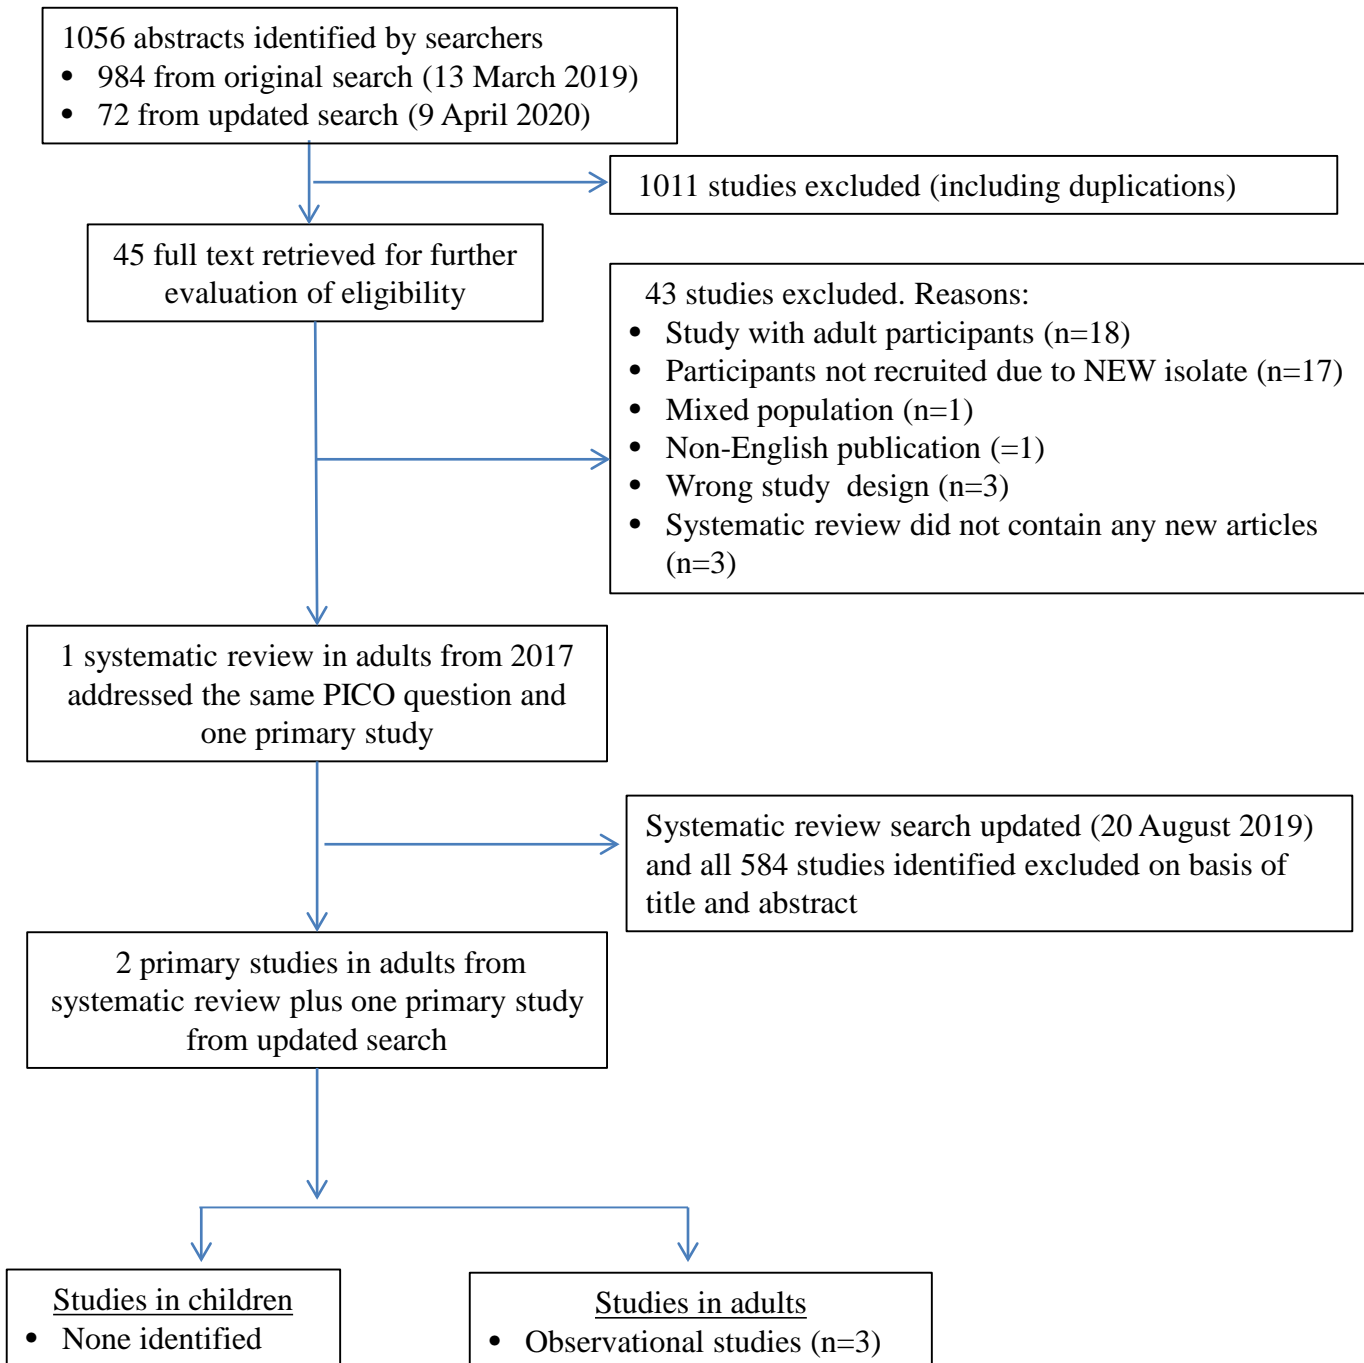 1056 abstracts identified by searchers
• 984 from original search (13 March 2019)
• 72 from updated search (9 April 2020)
1011 studies excluded (including duplications)
45 full text retrieved for further
evaluation of eligibility
43 studies excluded. Reasons:
• Study with adult participants (n=18)
• Participants not recruited due to NEW isolate (n=17)
• Mixed population (n=1)
• Non-English publication (=1)
• Wrong study design (n=3)
• Systematic review did not contain any new articles
(n=3)
1 systematic review in adults from 2017
addressed the same PICO question and
one primary study
Systematic review search updated (20 August 2019)
and all 584 studies identified excluded on basis of
title and abstract
2 primary studies in adults from
systematic review plus one primary study
from updated search
Studies in children
• None identified
Studies in adults
• Observational studies (n=3)